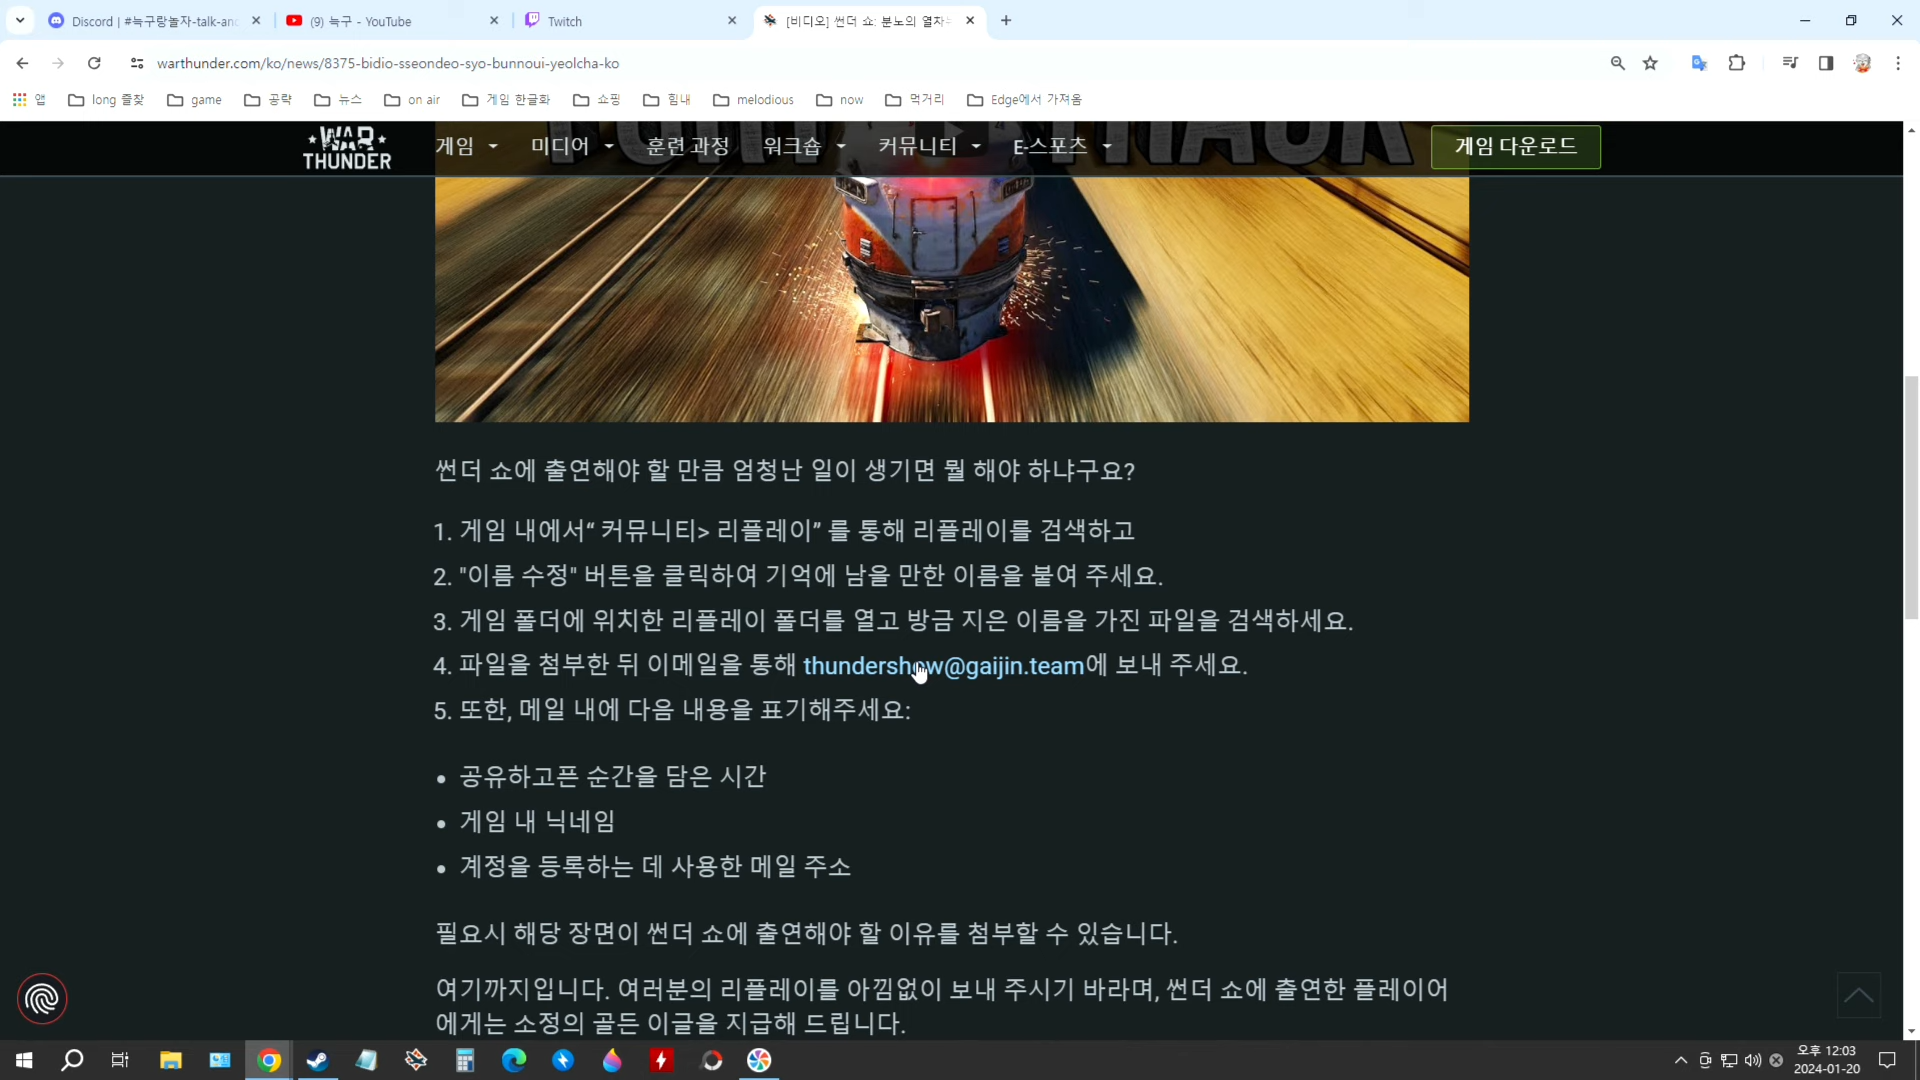 Discord | #늑구랑놀자-talk-and
(9) 늑구 - YouTube
Twitch
[비디오] 썬더 쇼: 분노의 열차
warthunder.com/ko/news/8375-bidio-sseondeo-syo-bunnoui-yeolcha-ko
앱
long 즐찾
game
공략
뉴스
on air
게임 한글화
쇼핑
힘내
melodious
now
먹거리
Edge에서 가져옴
WAR THUNDER
게임
미디어
훈련 과정
워크숍
커뮤니티
E-스포츠
게임 다운로드
썬더 쇼에 출연해야 할 만큼 엄청난 일이 생기면 뭘 해야 하냐구요?
1. 게임 내에서“ 커뮤니티> 리플레이” 를 통해 리플레이를 검색하고
2. "이름 수정" 버튼을 클릭하여 기억에 남을 만한 이름을 붙여 주세요.
3. 게임 폴더에 위치한 리플레이 폴더를 열고 방금 지은 이름을 가진 파일을 검색하세요.
4. 파일을 첨부한 뒤 이메일을 통해 thundershow@gaijin.team에 보내 주세요.
5. 또한, 메일 내에 다음 내용을 표기해주세요:
• 공유하고픈 순간을 담은 시간
• 게임 내 닉네임
• 계정을 등록하는 데 사용한 메일 주소
필요시 해당 장면이 썬더 쇼에 출연해야 할 이유를 첨부할 수 있습니다.
여기까지입니다. 여러분의 리플레이를 아낌없이 보내 주시기 바라며, 썬더 쇼에 출연한 플레이어
에게는 소정의 골든 이글을 지급해 드립니다.
오후 12:03
2024-01-20